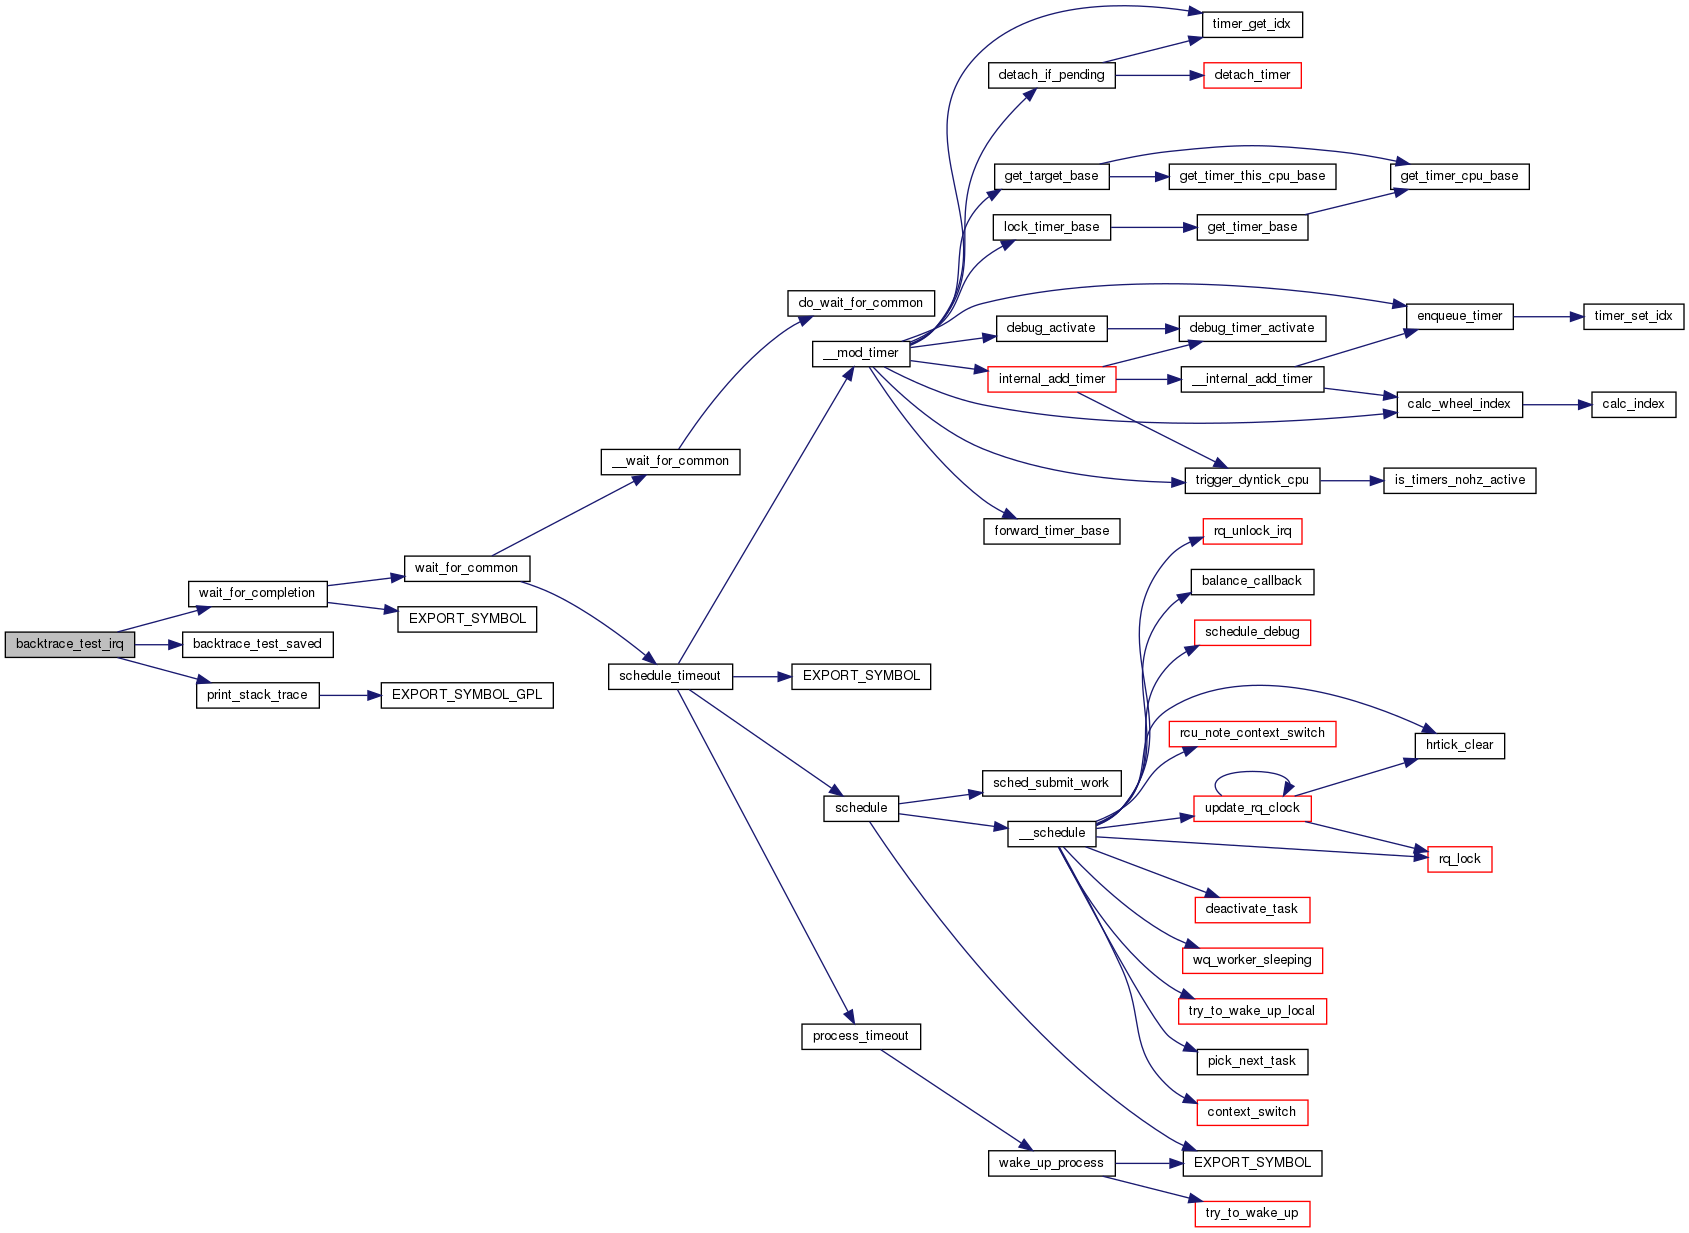 timer_get_idx
detach_if_pending
detach_timer
get_target_base
get_timer_this_cpu_base
get_timer_cpu_base
lock_timer_base
get_timer_base
do_wait_for_common
enqueue_timer
timer_set_idx
debug_activate
debug_timer_activate
__mod_timer
internal_add_timer
__internal_add_timer
calc_wheel_index
calc_index
__wait_for_common
trigger_dyntick_cpu
is_timers_nohz_active
forward_timer_base
rq_unlock_irq
wait_for_common
balance_callback
wait_for_completion
EXPORT_SYMBOL
schedule_debug
backtrace_test_irq
backtrace_test_saved
schedule_timeout
EXPORT_SYMBOL
print_stack_trace
EXPORT_SYMBOL_GPL
rcu_note_context_switch
hrtick_clear
sched_submit_work
schedule
update_rq_clock
__schedule
rq_lock
deactivate_task
wq_worker_sleeping
try_to_wake_up_local
process_timeout
pick_next_task
context_switch
wake_up_process
EXPORT_SYMBOL
try_to_wake_up